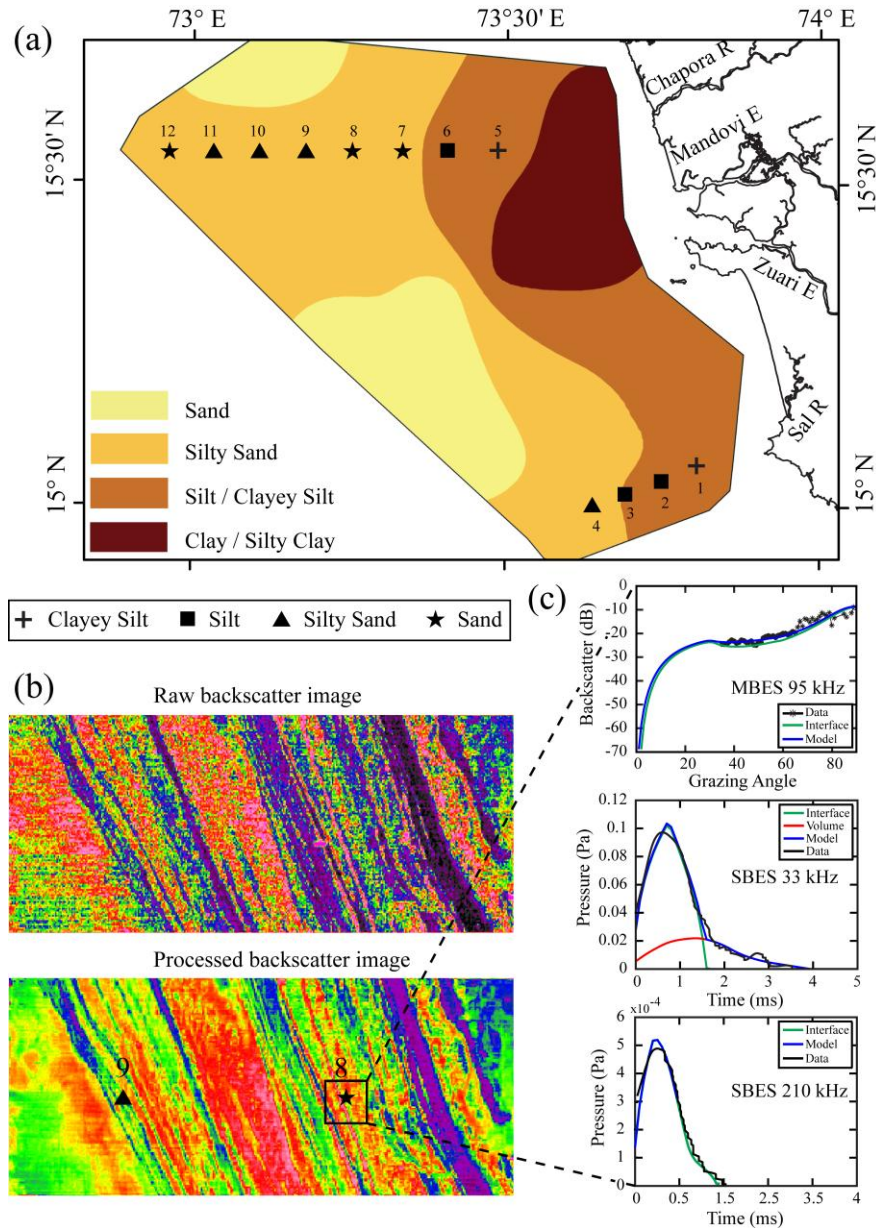 73° E
73°30' E
74° E
(a)
Chapora R
Mandovi E
12
11
10
9
8
7
6
5
15°30' N
15°30' N
Zuari E
Sal R
Sand
Silty Sand
Silt / Clayey Silt
Clay / Silty Clay
1
2
3
4
15° N
15° N
Clayey Silt
Silt
Silty Sand
Sand
(b)
Raw backscatter image
Processed backscatter image
9
8
(c)
Backscatter (dB)
0
-10
-20
-30
-40
-50
-60
-70
MBES 95 kHz
Data
Interface
Model
0
20
40
60
80
Grazing Angle
Pressure (Pa)
0.12
0.1
0.08
0.06
0.04
0.02
0
Interface
Volume
Model
Data
SBES 33 kHz
0
1
2
3
4
5
Time (ms)
Pressure (Pa)
6 x10⁻⁴
5
4
3
2
1
0
Interface
Model
Data
SBES 210 kHz
0
0.5
1.5
2
3
3.5
4
Time (ms)